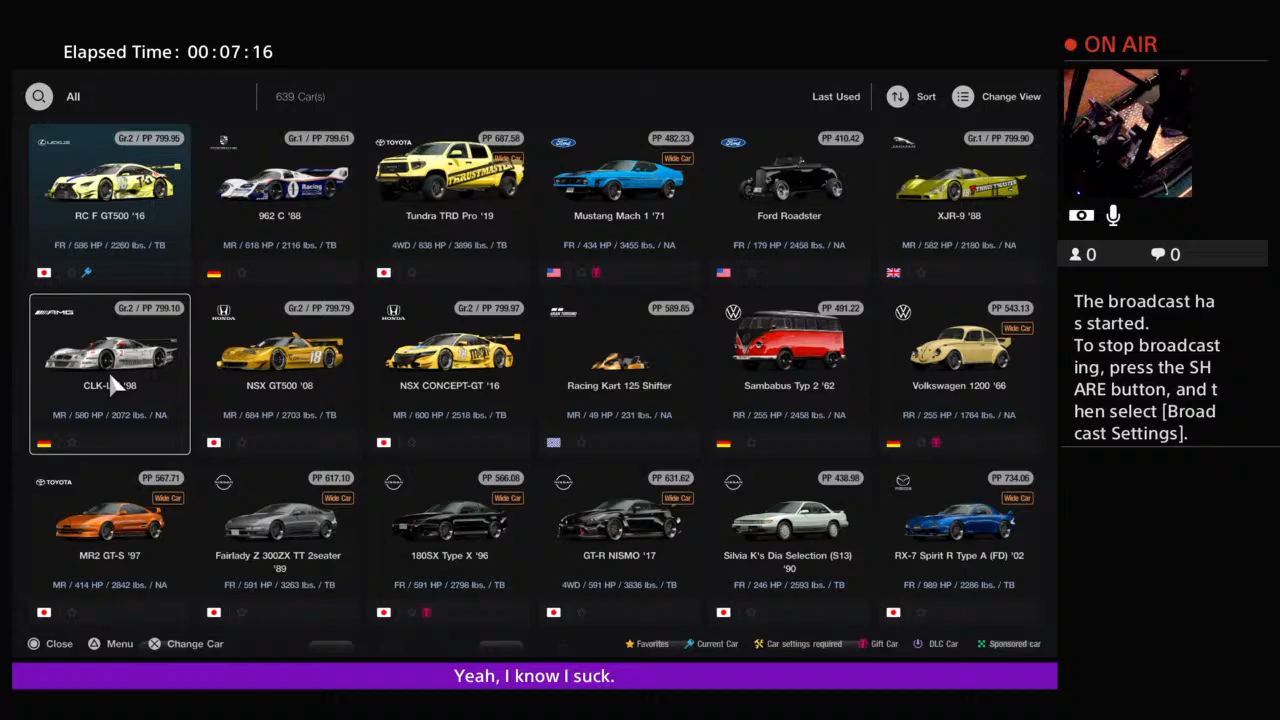 Elapsed Time: 00:07:16
ON AIR
All
639 Car(s)
Last Used
Sort
Change View
LEXUS
Gr.2 / PP 799.95
RC F GT500 '16
FR / 586 HP / 2260 lbs. / TB
Gr.1 / PP 799.61
962 C '88
MR / 618 HP / 2116 lbs. / TB
TOYOTA
PP 687.58
Wide Car
THRUSTMASTER
Tundra TRD Pro '19
4WD / 838 HP / 3896 lbs. / TB
Ford
PP 482.33
Wide Car
Mustang Mach 1 '71
FR / 434 HP / 3455 lbs. / NA
Ford
PP 410.42
Ford Roadster
FR / 179 HP / 2458 lbs. / NA
JAGUAR
Gr.1 / PP 799.90
THRUSTMASTER
XJR-9 '88
MR / 582 HP / 2180 lbs. / NA
AMG
Gr.2 / PP 799.10
CLK-L '98
MR / 580 HP / 2072 lbs. / NA
HONDA
Gr.2 / PP 799.79
18
NSX GT500 '08
MR / 684 HP / 2703 lbs. / TB
HONDA
Gr.2 / PP 799.97
NSX CONCEPT-GT '16
MR / 600 HP / 2518 lbs. / TB
PP 589.85
Racing Kart 125 Shifter
MR / 49 HP / 231 lbs. / NA
PP 491.22
Sambabus Typ 2 '62
RR / 255 HP / 2458 lbs. / NA
PP 543.13
Wide Car
Volkswagen 1200 '66
RR / 255 HP / 1764 lbs. / NA
TOYOTA
PP 567.71
Wide Car
MR2 GT-S '97
MR / 414 HP / 2842 lbs. / NA
PP 617.10
Wide Car
Fairlady Z 300ZX TT 2seater
'89
FR / 591 HP / 3263 lbs. / TB
PP 566.08
Wide Car
180SX Type X '96
FR / 591 HP / 2798 lbs. / TB
PP 631.62
Wide Car
GT-R NISMO '17
4WD / 591 HP / 3836 lbs. / TB
PP 438.98
Silvia K's Dia Selection (S13)
'90
FR / 246 HP / 2593 lbs. / TB
PP 734.06
Wide Car
RX-7 Spirit R Type A (FD) '02
FR / 989 HP / 2286 lbs. / TB
Close
Menu
Change Car
Favorites
Current Car
Car settings required
Gift Car
DLC Car
Sponsored car
Yeah, I know I suck.
0
0
The broadcast ha
s started.
To stop broadcast
ing, press the SH
ARE button, and t
hen select [Broad
cast Settings].